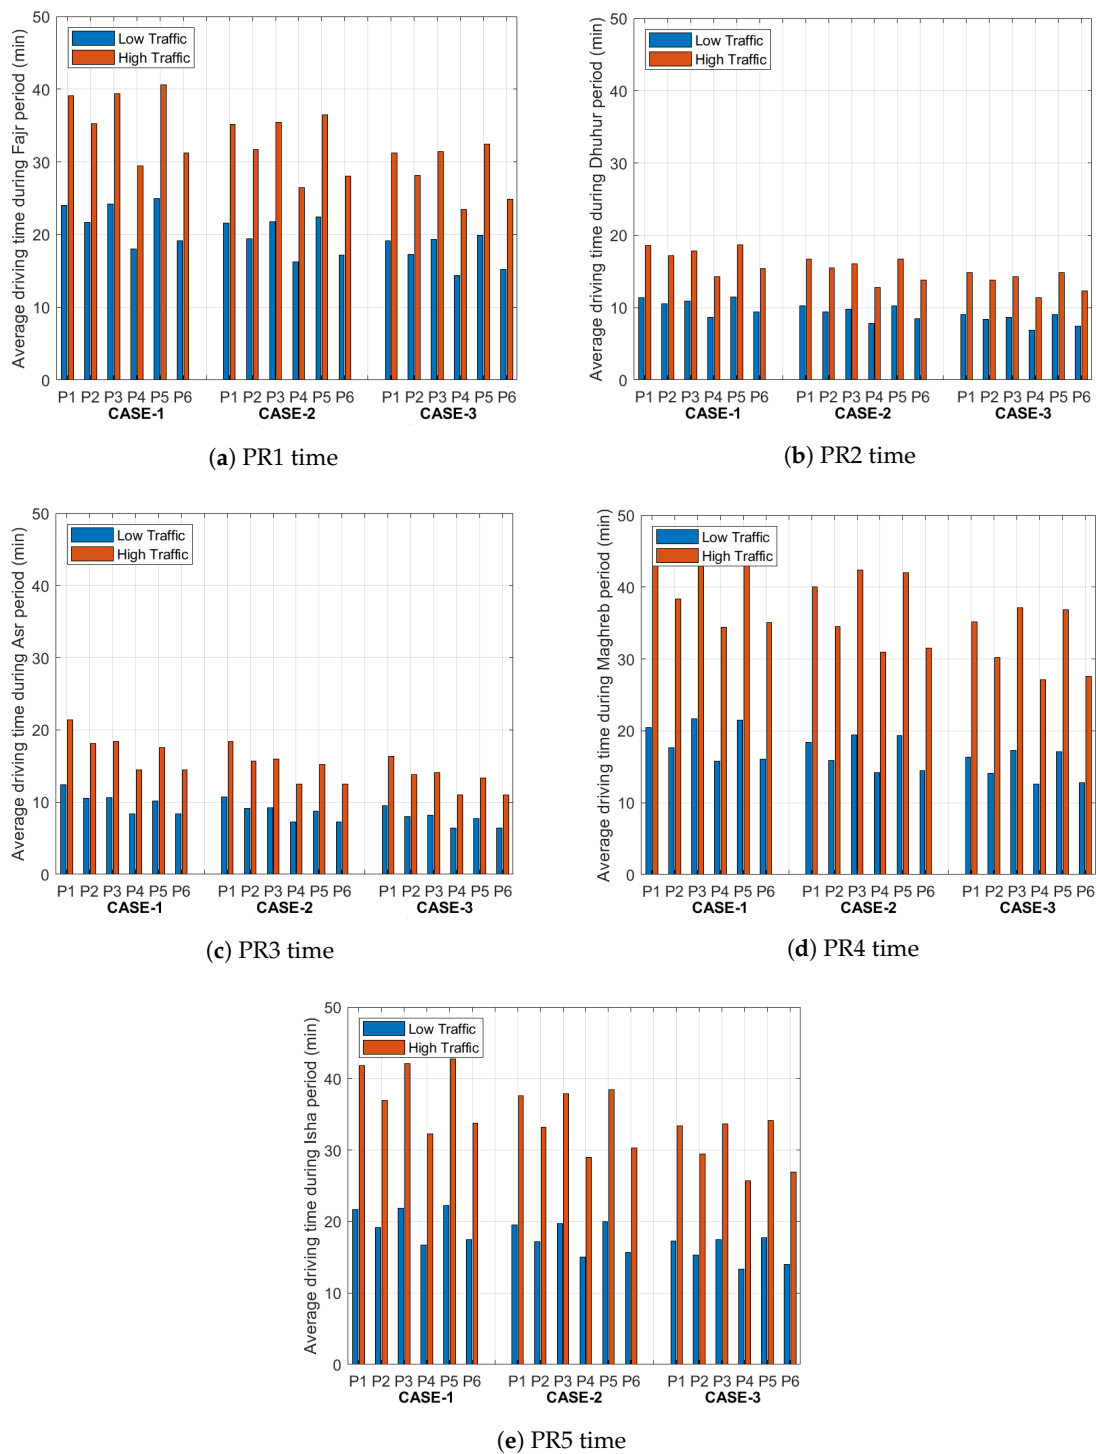 Average driving time during Fajr period (min)
50
40
30
20
10
0
Low Traffic
High Traffic
P1 P2 P3 P4 P5 P6 P1 P2 P3 P4 P5 P6 P1 P2 P3 P4 P5 P6
CASE-1 CASE-2 CASE-3
(a) PR1 time
Average driving time during Dhuhur period (min)
50
40
30
20
10
0
Low Traffic
High Traffic
P1 P2 P3 P4 P5 P6 P1 P2 P3 P4 P5 P6 P1 P2 P3 P4 P5 P6
CASE-1 CASE-2 CASE-3
(b) PR2 time
Average driving time during Asr period (min)
50
40
30
20
10
0
Low Traffic
High Traffic
P1 P2 P3 P4 P5 P6 P1 P2 P3 P4 P5 P6 P1 P2 P3 P4 P5 P6
CASE-1 CASE-2 CASE-3
(c) PR3 time
Average driving time during Maghreb period (min)
50
40
30
20
10
0
Low Traffic
High Traffic
P1 P2 P3 P4 P5 P6 P1 P2 P3 P4 P5 P6 P1 P2 P3 P4 P5 P6
CASE-1 CASE-2 CASE-3
(d) PR4 time
Average driving time during Isha period (min)
50
40
30
20
10
0
Low Traffic
High Traffic
P1 P2 P3 P4 P5 P6 P1 P2 P3 P4 P5 P6 P1 P2 P3 P4 P5 P6
CASE-1 CASE-2 CASE-3
(e) PR5 time